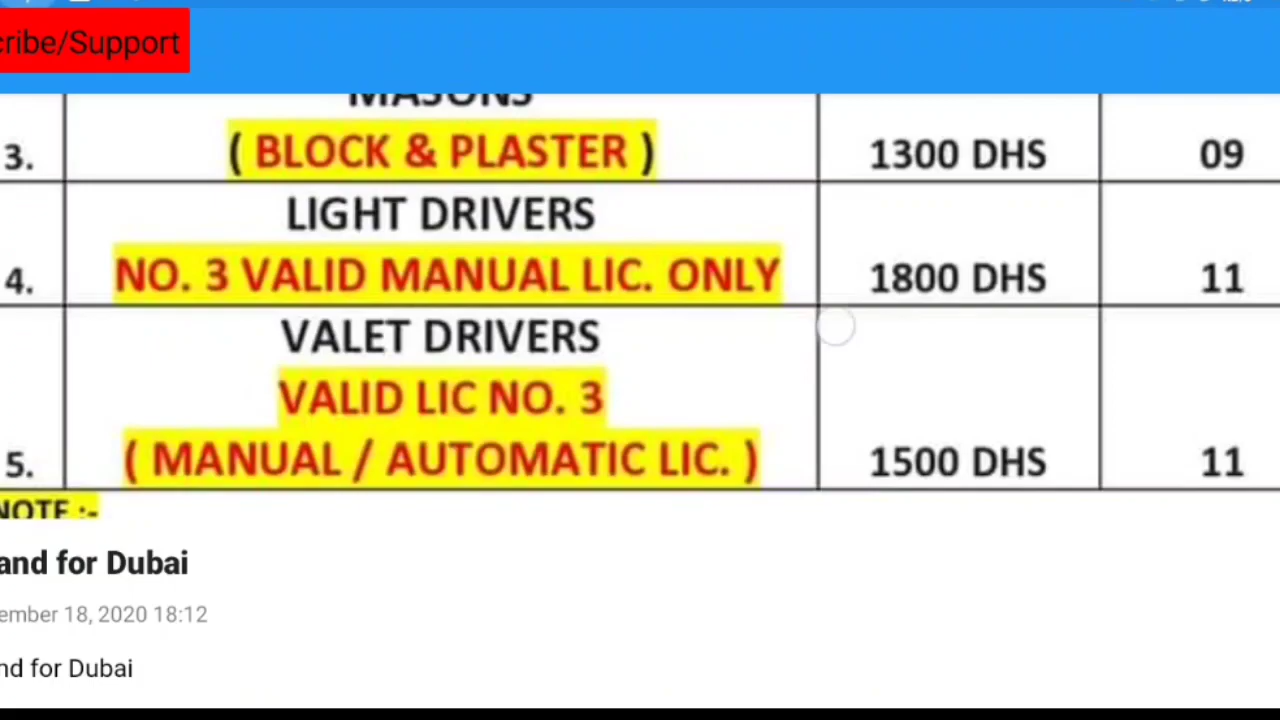 cribe/Support
MASONS
3. ( BLOCK & PLASTER ) 1300 DHS 09
LIGHT DRIVERS
4. NO. 3 VALID MANUAL LIC. ONLY 1800 DHS 11
VALET DRIVERS
VALID LIC NO. 3
5. ( MANUAL / AUTOMATIC LIC. ) 1500 DHS 11
NOTE :-
and for Dubai
ember 18, 2020 18:12
nd for Dubai